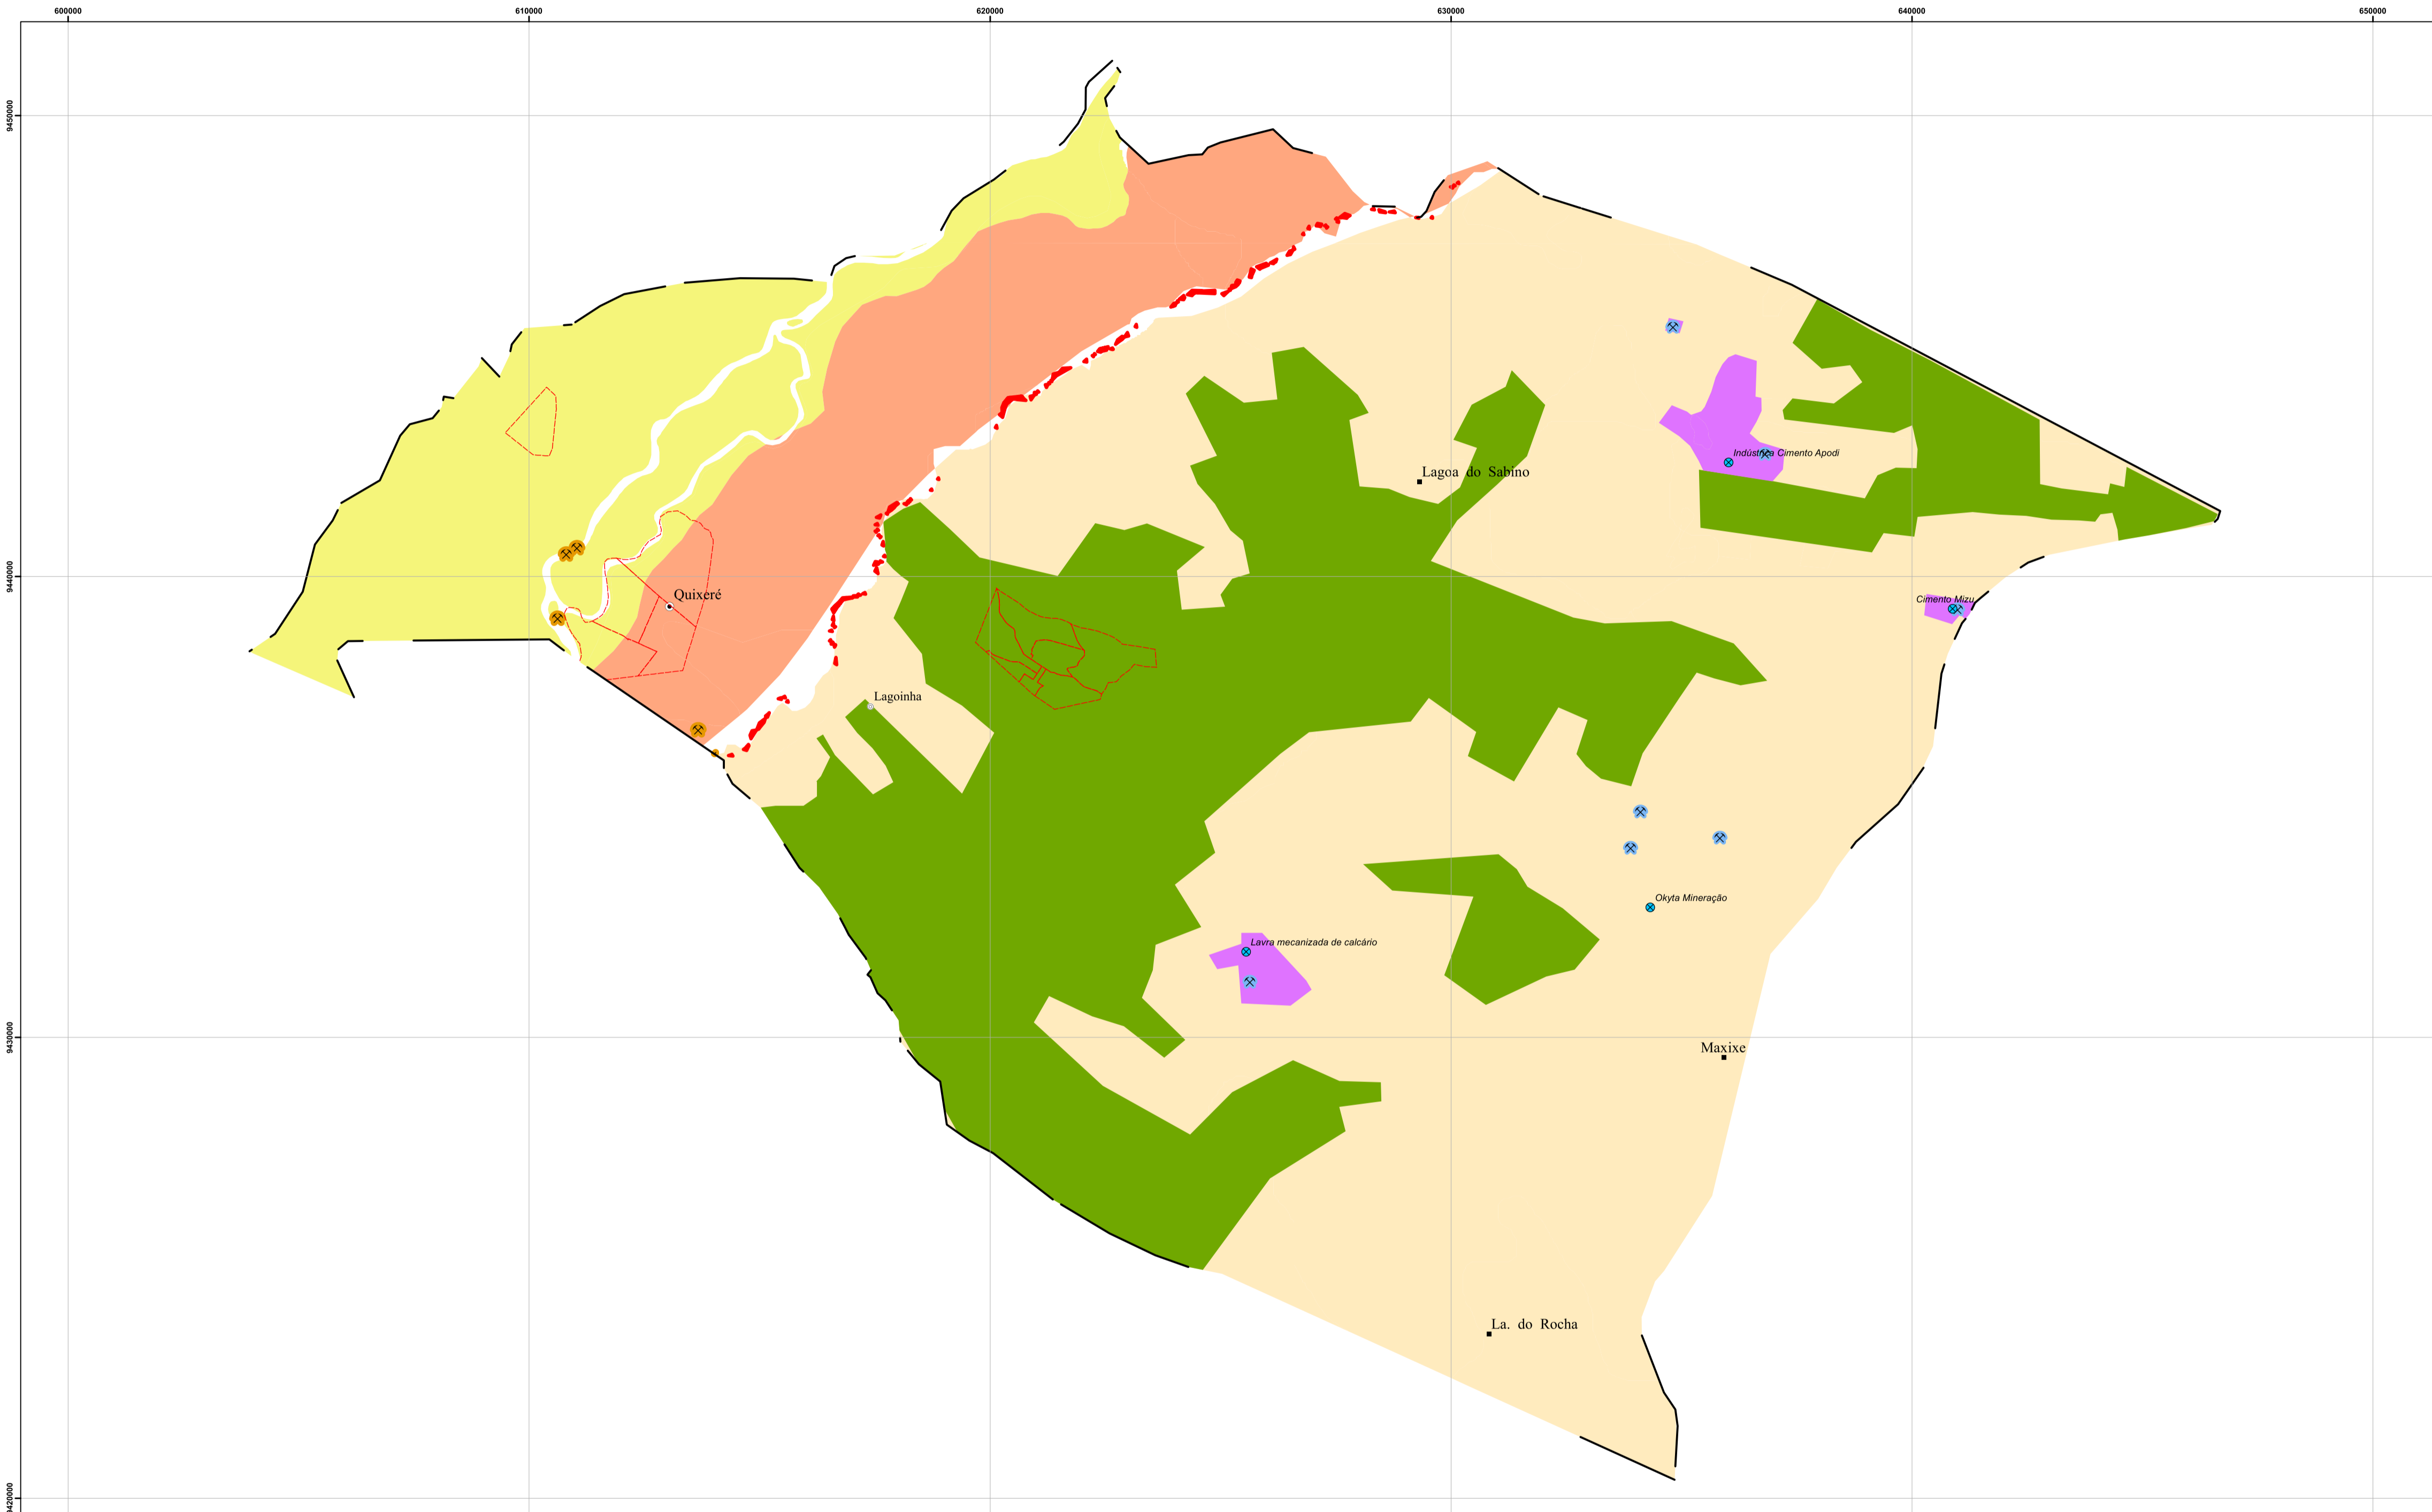 600000
610000
620000
630000
640000
650000
9450000
9440000
9430000
9420000
Lagoa do Sabino
Indústria Cimento Apodi
Quixeré
Cimento Mizu
Lagoinha
Okyta Mineração
Lavra mecanizada de calcário
Maxixe
La. do Rocha